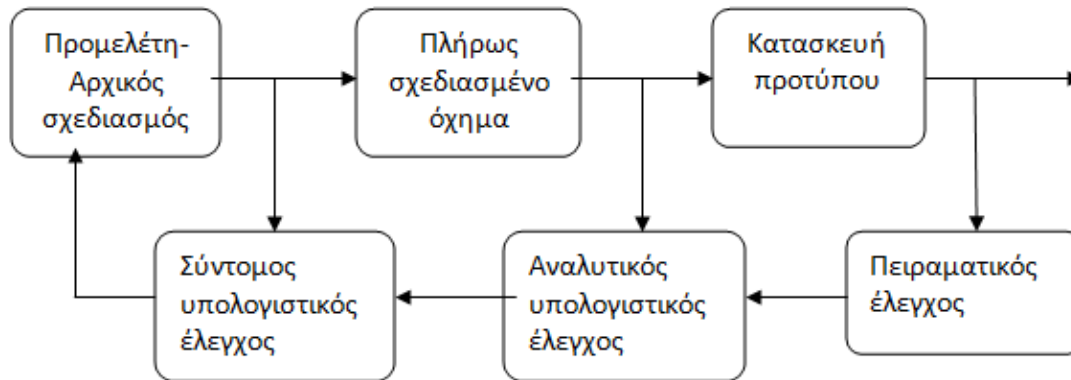 Προμελέτη-
Αρχικός
σχεδιασμός
Πλήρως
σχεδιασμένο
όχημα
Κατασκευή
προτύπου
Σύντομος
υπολογιστικός
έλεγχος
Αναλυτικός
υπολογιστικός
έλεγχος
Πειραματικός
έλεγχος